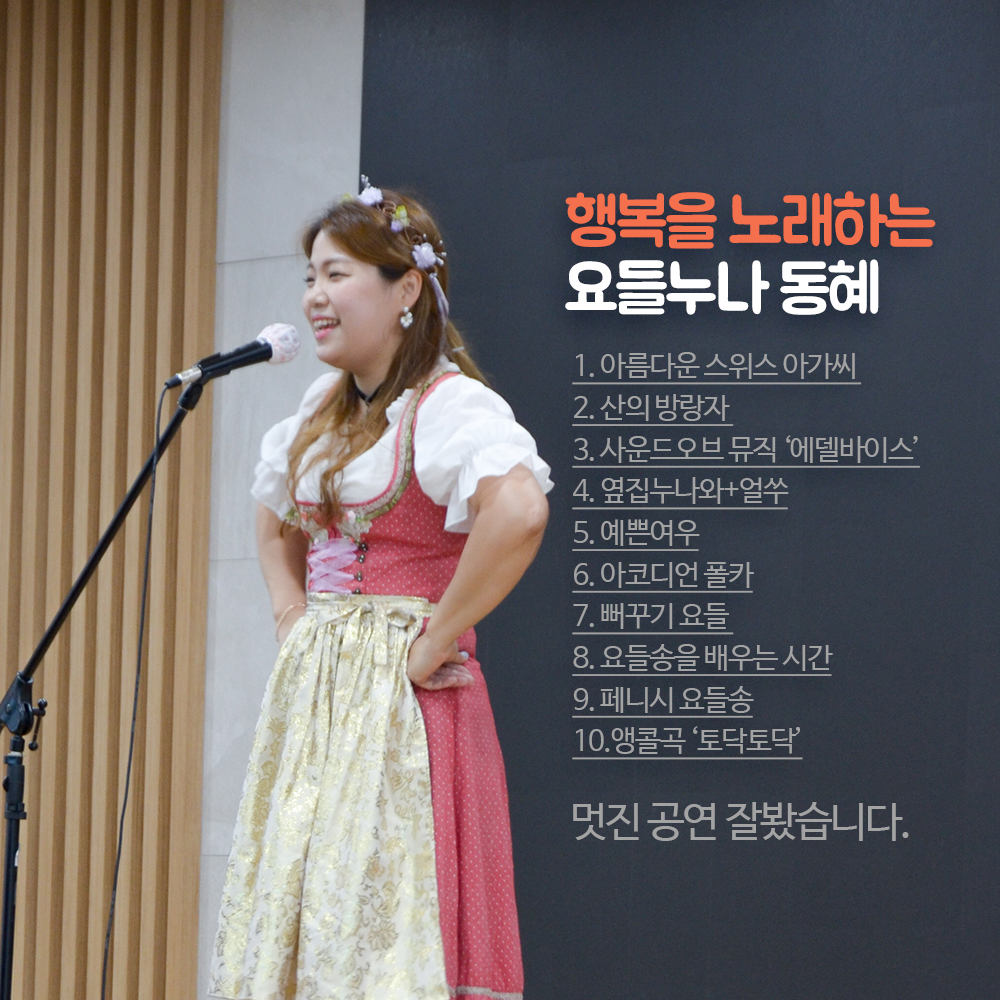 행복을 노래하는
요들누나 동혜
1. 아름다운 스위스 아가씨
2. 산의 방랑자
3. 사운드오브 뮤직 ‘에델바이스’
4. 옆집누나와+얼쑤
5. 예쁜여우
6. 아코디언 폴카
7. 뻐꾸기 요들
8. 요들송을 배우는 시간
9. 페니시 요들송
10.앵콜곡 ‘토닥토닥’
멋진 공연 잘봤습니다.